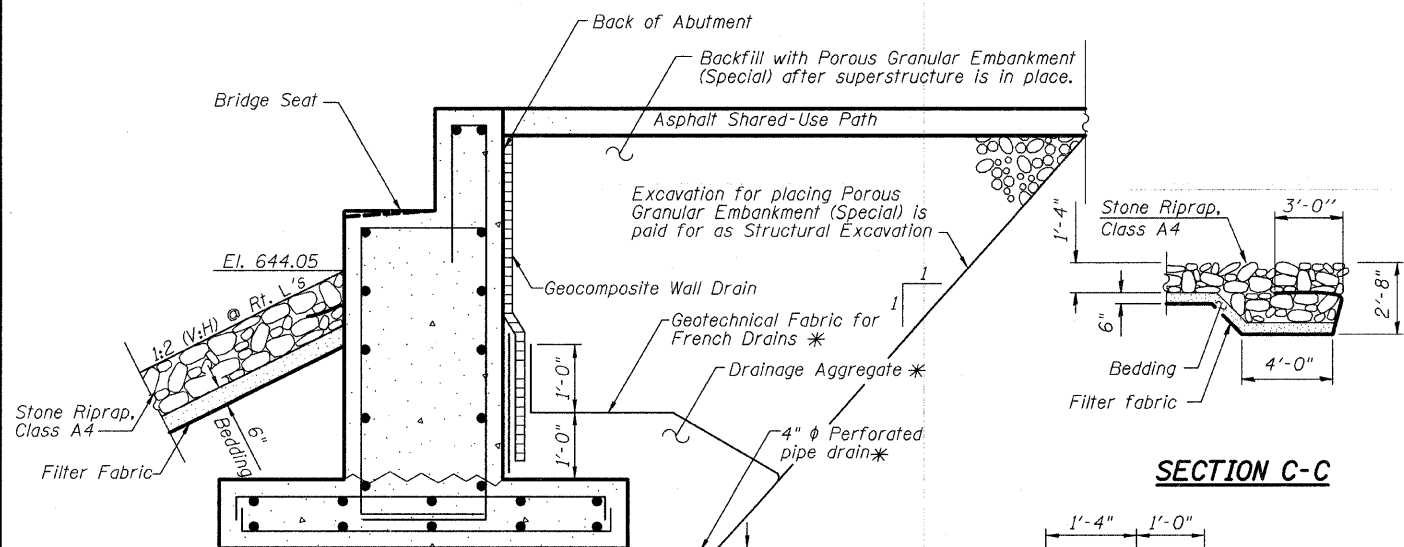 Back of Abutment
Backfill with Porous Granular Embankment
(Special) after superstructure is in place.
Bridge Seat
Asphalt Shared-Use Path
Excavation for placing Porous
Granular Embankment (Special) is
paid for as Structural Excavation
El. 644.05
1:2 (V:H) @ Rt. L's
Geocomposite Wall Drain
1
1
Geotechnical Fabric for
French Drains *
Drainage Aggregate *
1'-0"
1'-0"
4" ϕ Perforated
pipe drain*
Stone Riprap,
Class A4
Filter Fabric
6"
Bedding
Stone Riprap,
Class A4
3'-0"
1'-4"
6"
2'-8"
Bedding
4'-0"
Filter fabric
SECTION C-C
1'-4"
1'-0"